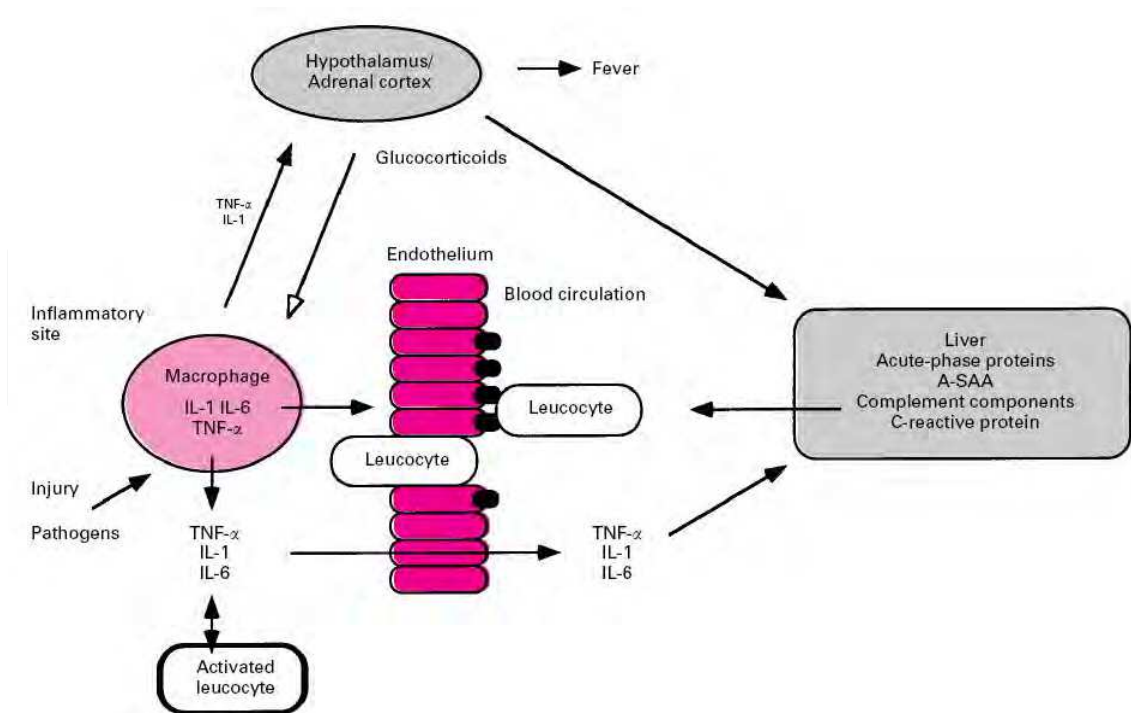 Hypothalamus/
Adrenal cortex
Fever
Glucocorticoids
TNF-α
IL-1
Endothelium
Blood circulation
Inflammatory
site
Macrophage
IL-1 IL-6
TNF-α
Leucocyte
Leucocyte
Liver
Acute-phase proteins
A-SAA
Complement components
C-reactive protein
Injury
Pathogens
TNF-α
IL-1
IL-6
TNF-α
IL-1
IL-6
Activated
leucocyte